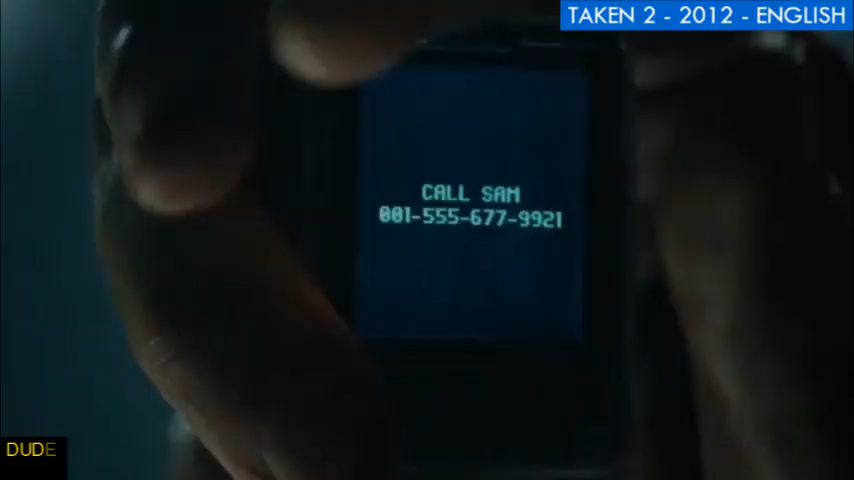 TAKEN 2 - 2012 - ENGLISH
CALL SAM
001-555-677-9921
DUDE